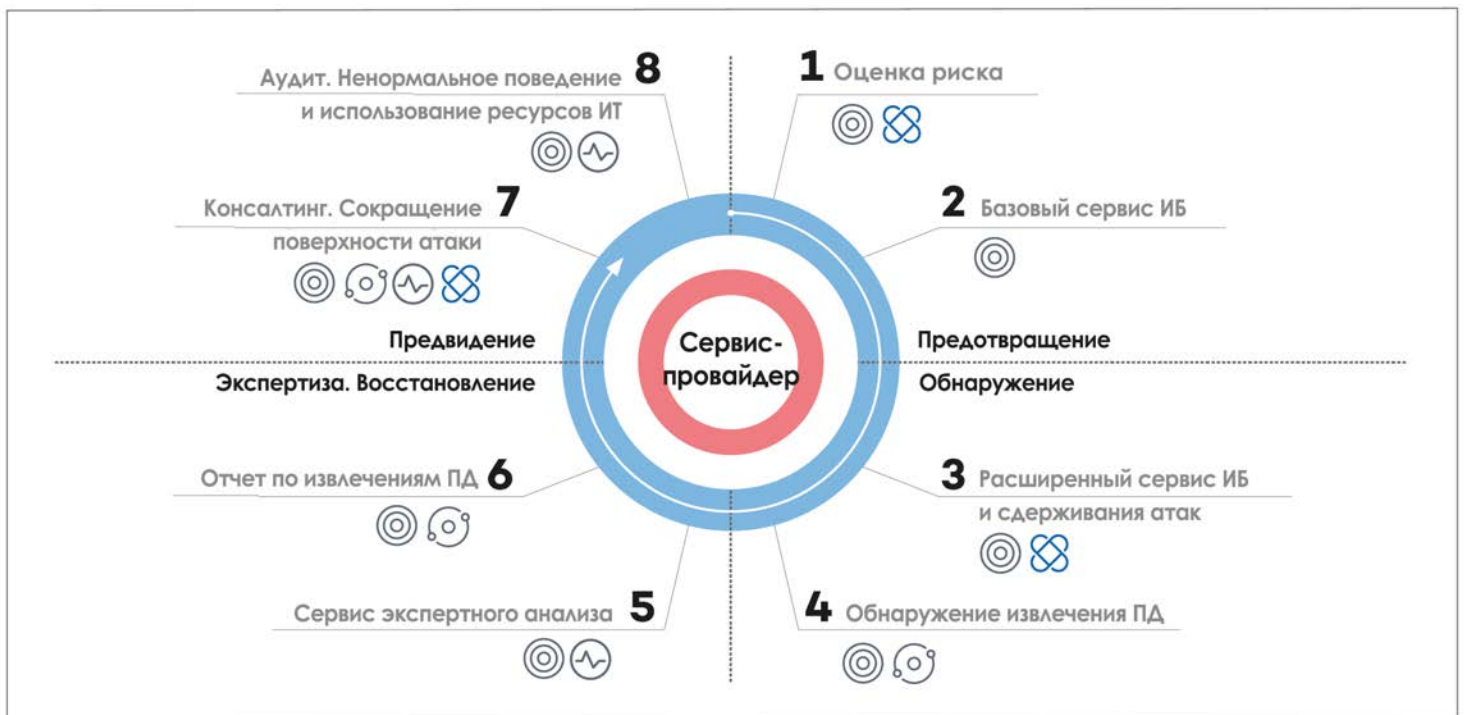 8
Аудит. Ненормальное поведение
и использование ресурсов ИТ
1 Оценка риска
Консалтинг. Сокращение 7
поверхности атаки
2 Базовый сервис ИБ
Предвидение
Предотвращение
Сервис-
провайдер
Экспертиза. Восстановление
Обнаружение
Отчет по извлечениям ПД 6
3 Расширенный сервис ИБ
и сдерживания атак
Сервис экспертного анализа 5
4 Обнаружение извлечения ПД